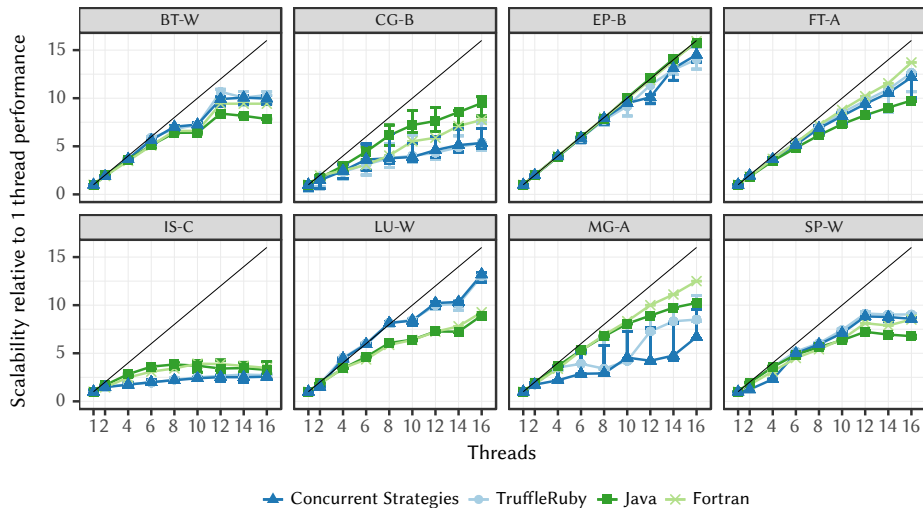 BT-W CG-B EP-B FT-A
15
10
5
0
IS-C LU-W MG-A SP-W
15
10
5
0
Scalability relative to 1 thread performance
1 2 4 6 8 10 12 14 16 1 2 4 6 8 10 12 14 16 1 2 4 6 8 10 12 14 16 1 2 4 6 8 10 12 14 16
Threads
Concurrent Strategies TruffleRuby Java Fortran